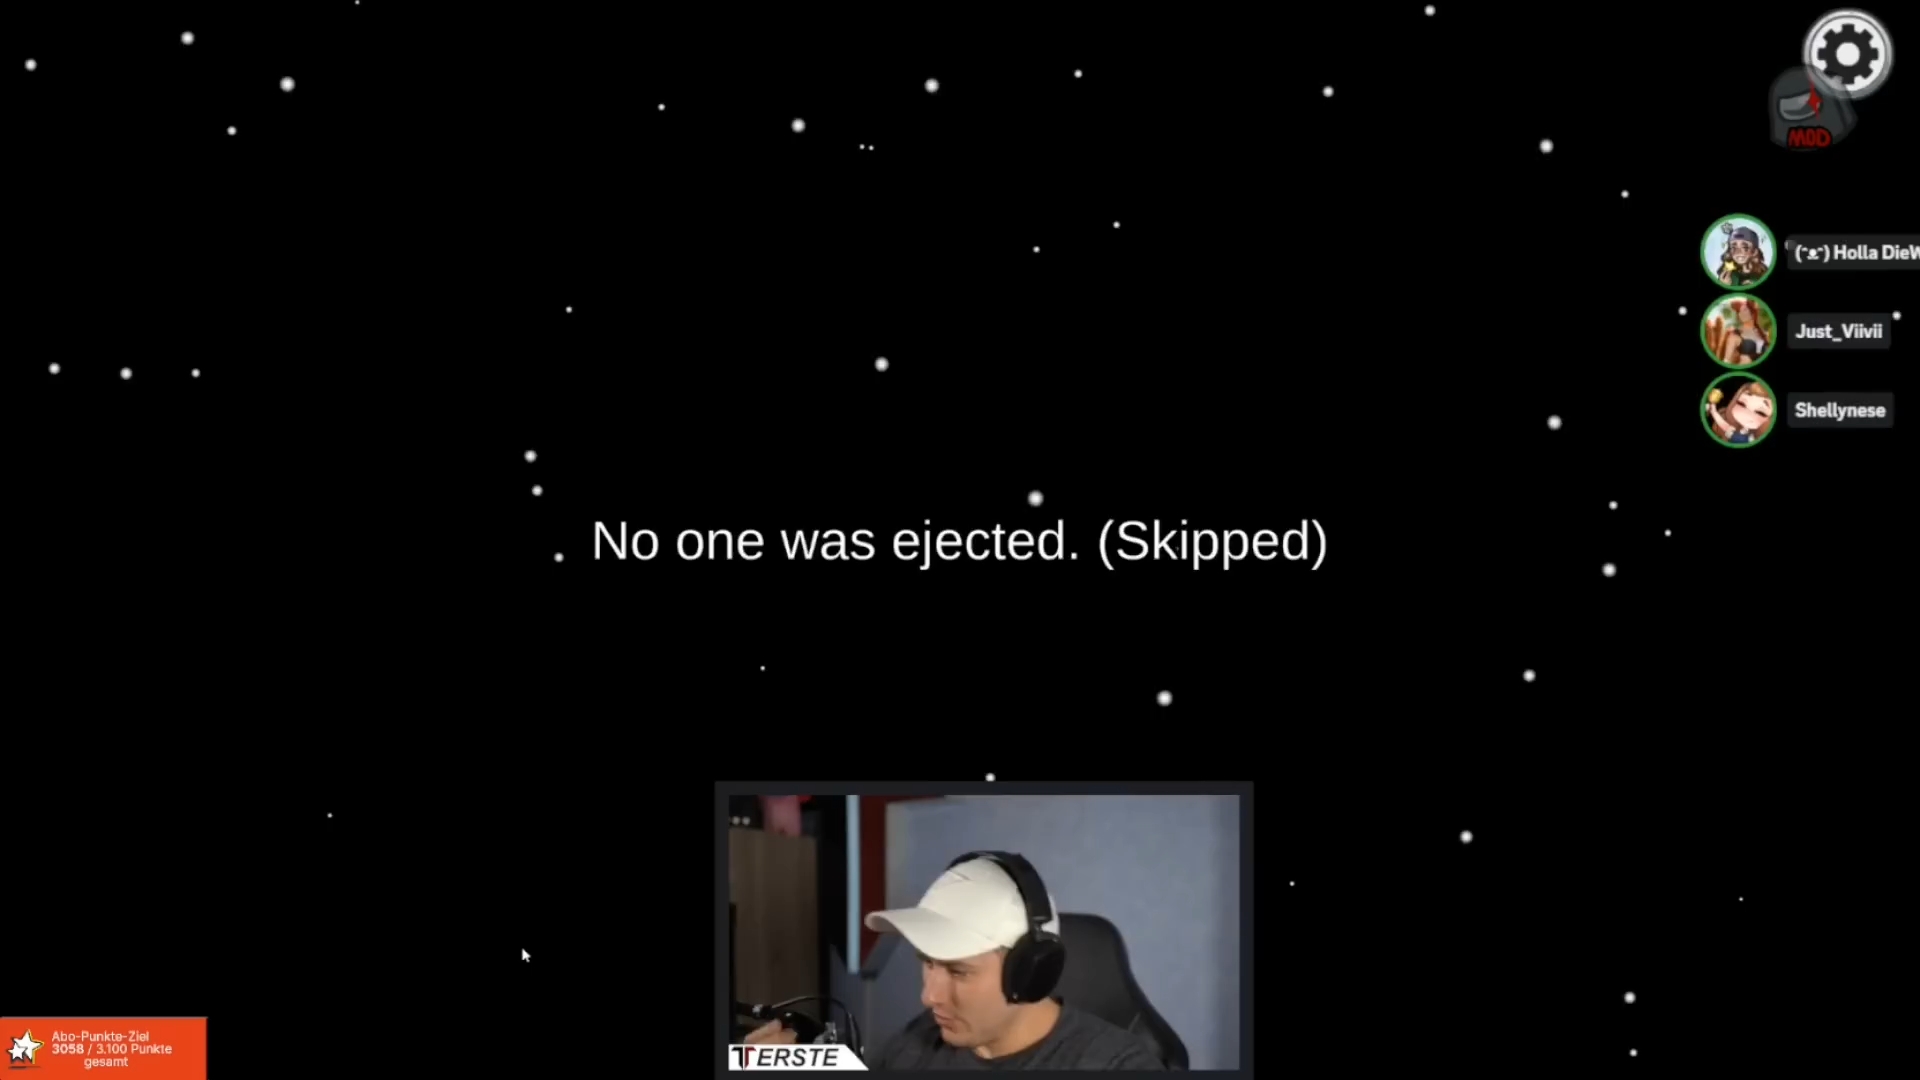 MOD
Holla DieW
Just_Viivii
Shellynese
No one was ejected. (Skipped)
TERSTE
Abo-Punkte-Ziel
3058 / 3.100 Punkte
gesamt